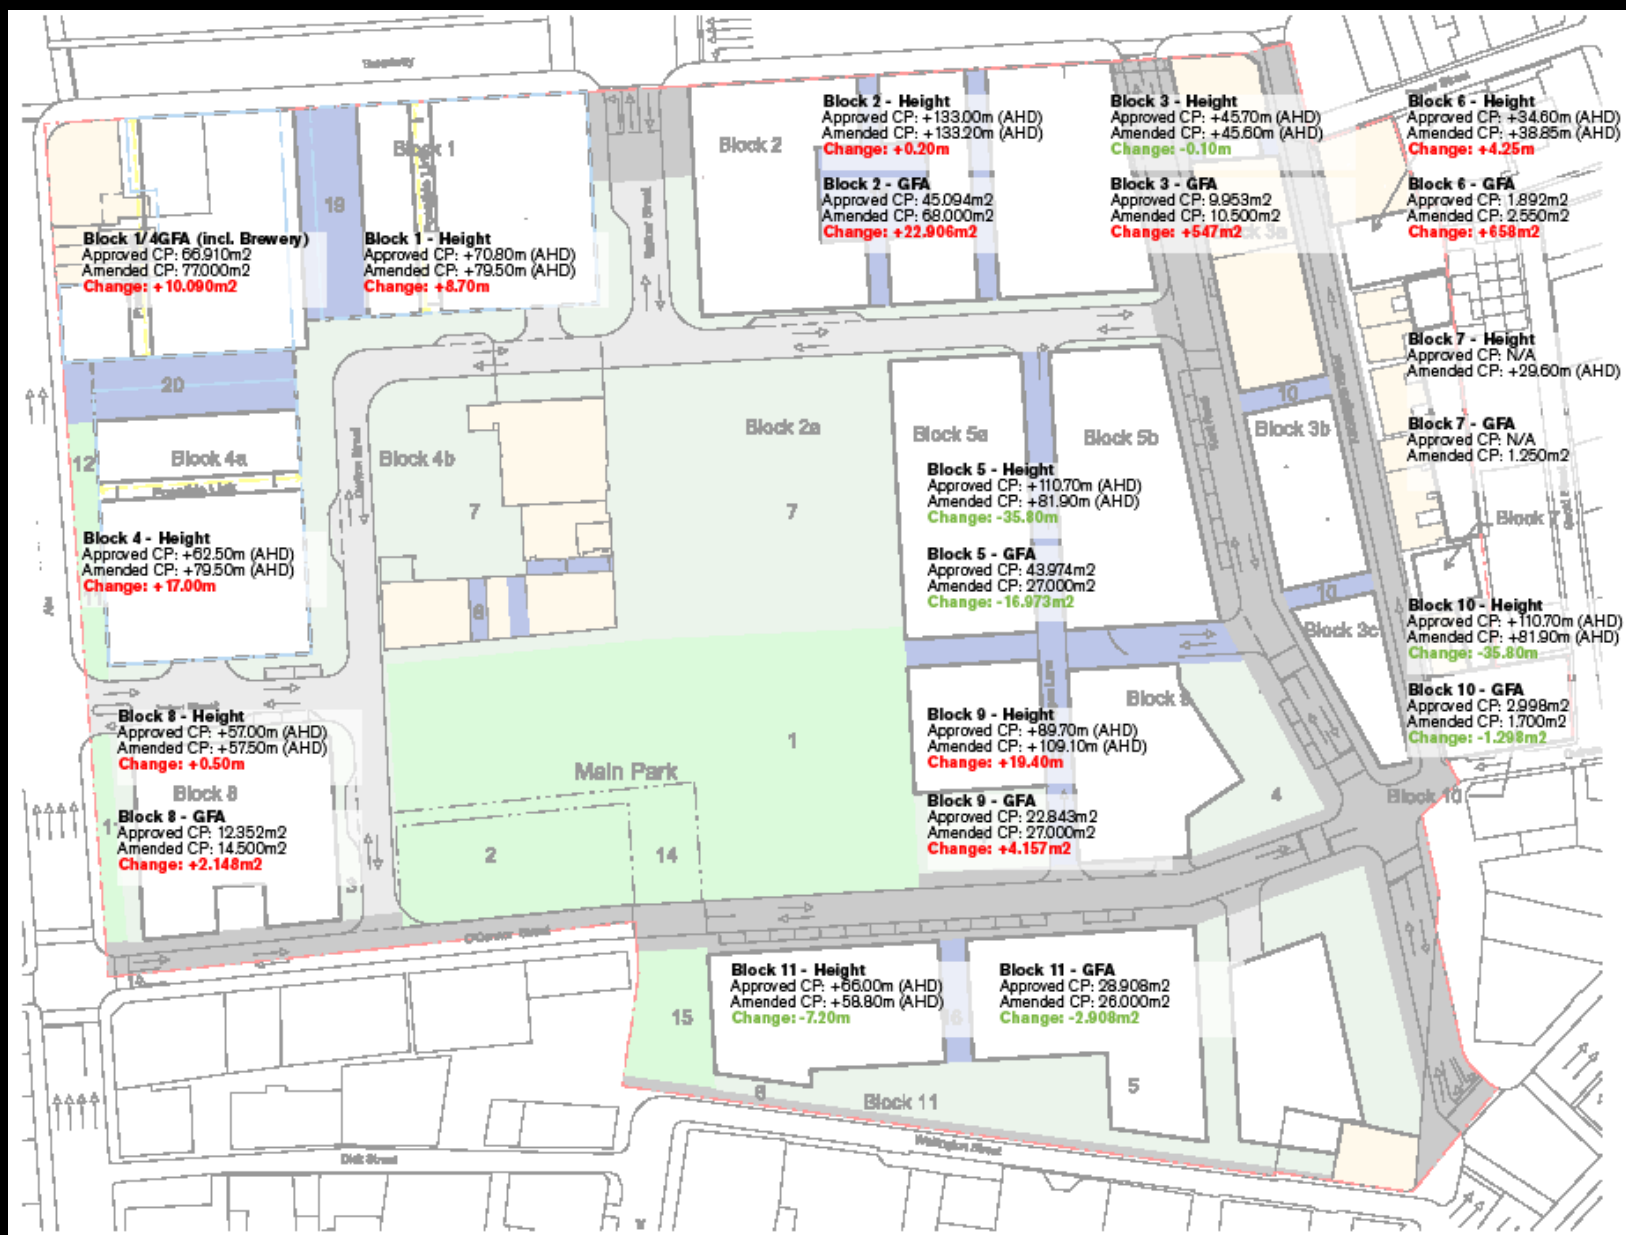 Block 1
Block 2
Block 2 - Height
Approved CP: +133.00m (AHD)
Amended CP: +133.20m (AHD)
Change: +0.20m
Block 2 - GFA
Approved CP: 45.094m2
Amended CP: 68.000m2
Change: +22.906m2
Block 3 - Height
Approved CP: +45.70m (AHD)
Amended CP: +45.60m (AHD)
Change: -0.10m
Block 3 - GFA
Approved CP: 9.953m2
Amended CP: 10.500m2
Change: +547m2
Block 6 - Height
Approved CP: +34.60m (AHD)
Amended CP: +38.85m (AHD)
Change: +4.25m
Block 6 - GFA
Approved CP: 1.892m2
Amended CP: 2.550m2
Change: +658m2
19
Block 1/4GFA (incl. Brewery)
Approved CP: 66.910m2
Amended CP: 77.000m2
Change: +10.090m2
Block 1 - Height
Approved CP: +70.80m (AHD)
Amended CP: +79.50m (AHD)
Change: +8.70m
Block 7 - Height
Approved CP: N/A
Amended CP: +29.60m (AHD)
Block 7 - GFA
Approved CP: N/A
Amended CP: 1.250m2
20
10
12
Block 4a
Block 4b
Block 2a
Block 5a
Block 5b
Block 3b
7
7
Block 5 - Height
Approved CP: +110.70m (AHD)
Amended CP: +81.90m (AHD)
Change: -35.80m
Block 5 - GFA
Approved CP: 43.974m2
Amended CP: 27.000m2
Change: -16.973m2
Block 4 - Height
Approved CP: +62.50m (AHD)
Amended CP: +79.50m (AHD)
Change: +17.00m
Block 7
10
Block 3c
Block 10 - Height
Approved CP: +110.70m (AHD)
Amended CP: +81.90m (AHD)
Change: -35.80m
Block 10 - GFA
Approved CP: 2.998m2
Amended CP: 1.700m2
Change: -1.298m2
Block 10
Block 8 - Height
Approved CP: +57.00m (AHD)
Amended CP: +57.50m (AHD)
Change: +0.50m
Block 8
Block 8 - GFA
Approved CP: 12.352m2
Amended CP: 14.500m2
Change: +2.148m2
3
1
Main Park
2
14
Block 9 - Height
Approved CP: +89.70m (AHD)
Amended CP: +109.10m (AHD)
Change: +19.40m
Block 9 - GFA
Approved CP: 22.843m2
Amended CP: 27.000m2
Change: +4.157m2
4
O'Connor Street
Block 11 - Height
Approved CP: +66.00m (AHD)
Amended CP: +58.80m (AHD)
Change: -7.20m
Block 11 - GFA
Approved CP: 28.908m2
Amended CP: 26.000m2
Change: -2.908m2
15
16
6
Block 11
5
Wellington Street
Dick Street